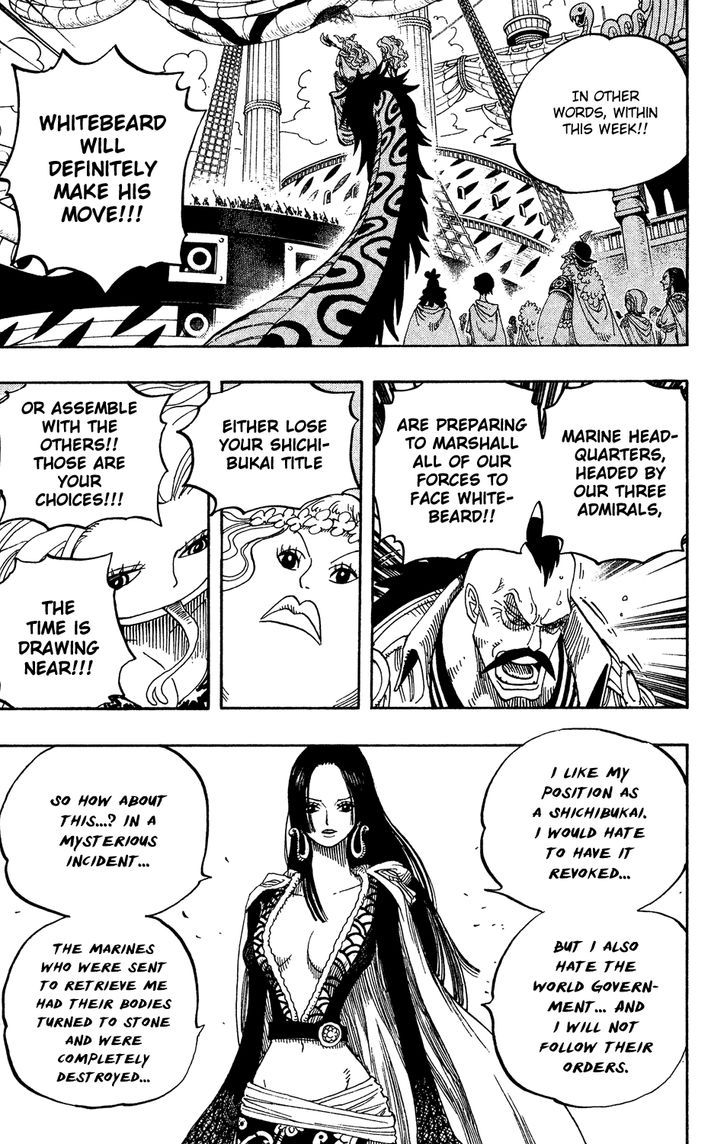 IN OTHER
WORDS, WITHIN
THIS WEEK!!
WHITEBEARD
WILL
DEFINITELY
MAKE HIS
MOVE!!!
MARINE HEAD-
QUARTERS,
HEADED BY
OUR THREE
ADMIRALS,
ARE PREPARING
TO MARSHALL
ALL OF OUR
FORCES TO
FACE WHITE-
BEARD!!
EITHER LOSE
YOUR SHICHI-
BUKAI TITLE
OR ASSEMBLE
WITH THE
OTHERS!!
THOSE ARE
YOUR
CHOICES!!!
THE
TIME IS
DRAWING
NEAR!!!
I LIKE MY
POSITION AS
A SHICHIBUKAI.
I WOULD HATE
TO HAVE IT
REVOKED...
BUT I ALSO
HATE THE
WORLD GOVERN-
MENT... AND
I WILL NOT
FOLLOW THEIR
ORDERS.
SO HOW ABOUT
THIS...? IN A
MYSTERIOUS
INCIDENT...
THE MARINES
WHO WERE SENT
TO RETRIEVE ME
HAD THEIR BODIES
TURNED TO STONE
AND WERE
COMPLETELY
DESTROYED...